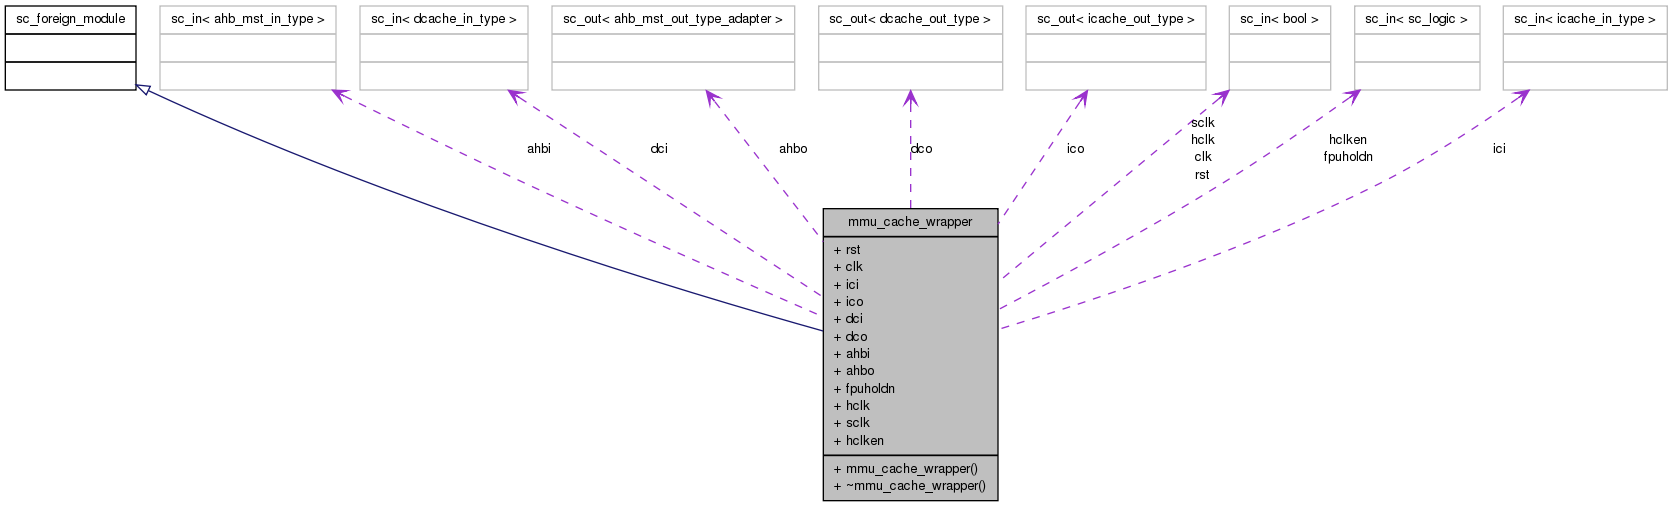 sc_foreign_module
sc_in< ahb_mst_in_type >
sc_in< dcache_in_type >
sc_out< ahb_mst_out_type_adapter >
sc_out< dcache_out_type >
sc_out< icache_out_type >
sc_in< bool >
sc_in< sc_logic >
sc_in< icache_in_type >
ahbi
dci
ahbo
dco
ico
sclk
hclk
clk
rst
hclken
fpuholdn
ici
mmu_cache_wrapper
+ rst
+ clk
+ ici
+ ico
+ dci
+ dco
+ ahbi
+ ahbo
+ fpuholdn
+ hclk
+ sclk
+ hclken
+ mmu_cache_wrapper()
+ ~mmu_cache_wrapper()